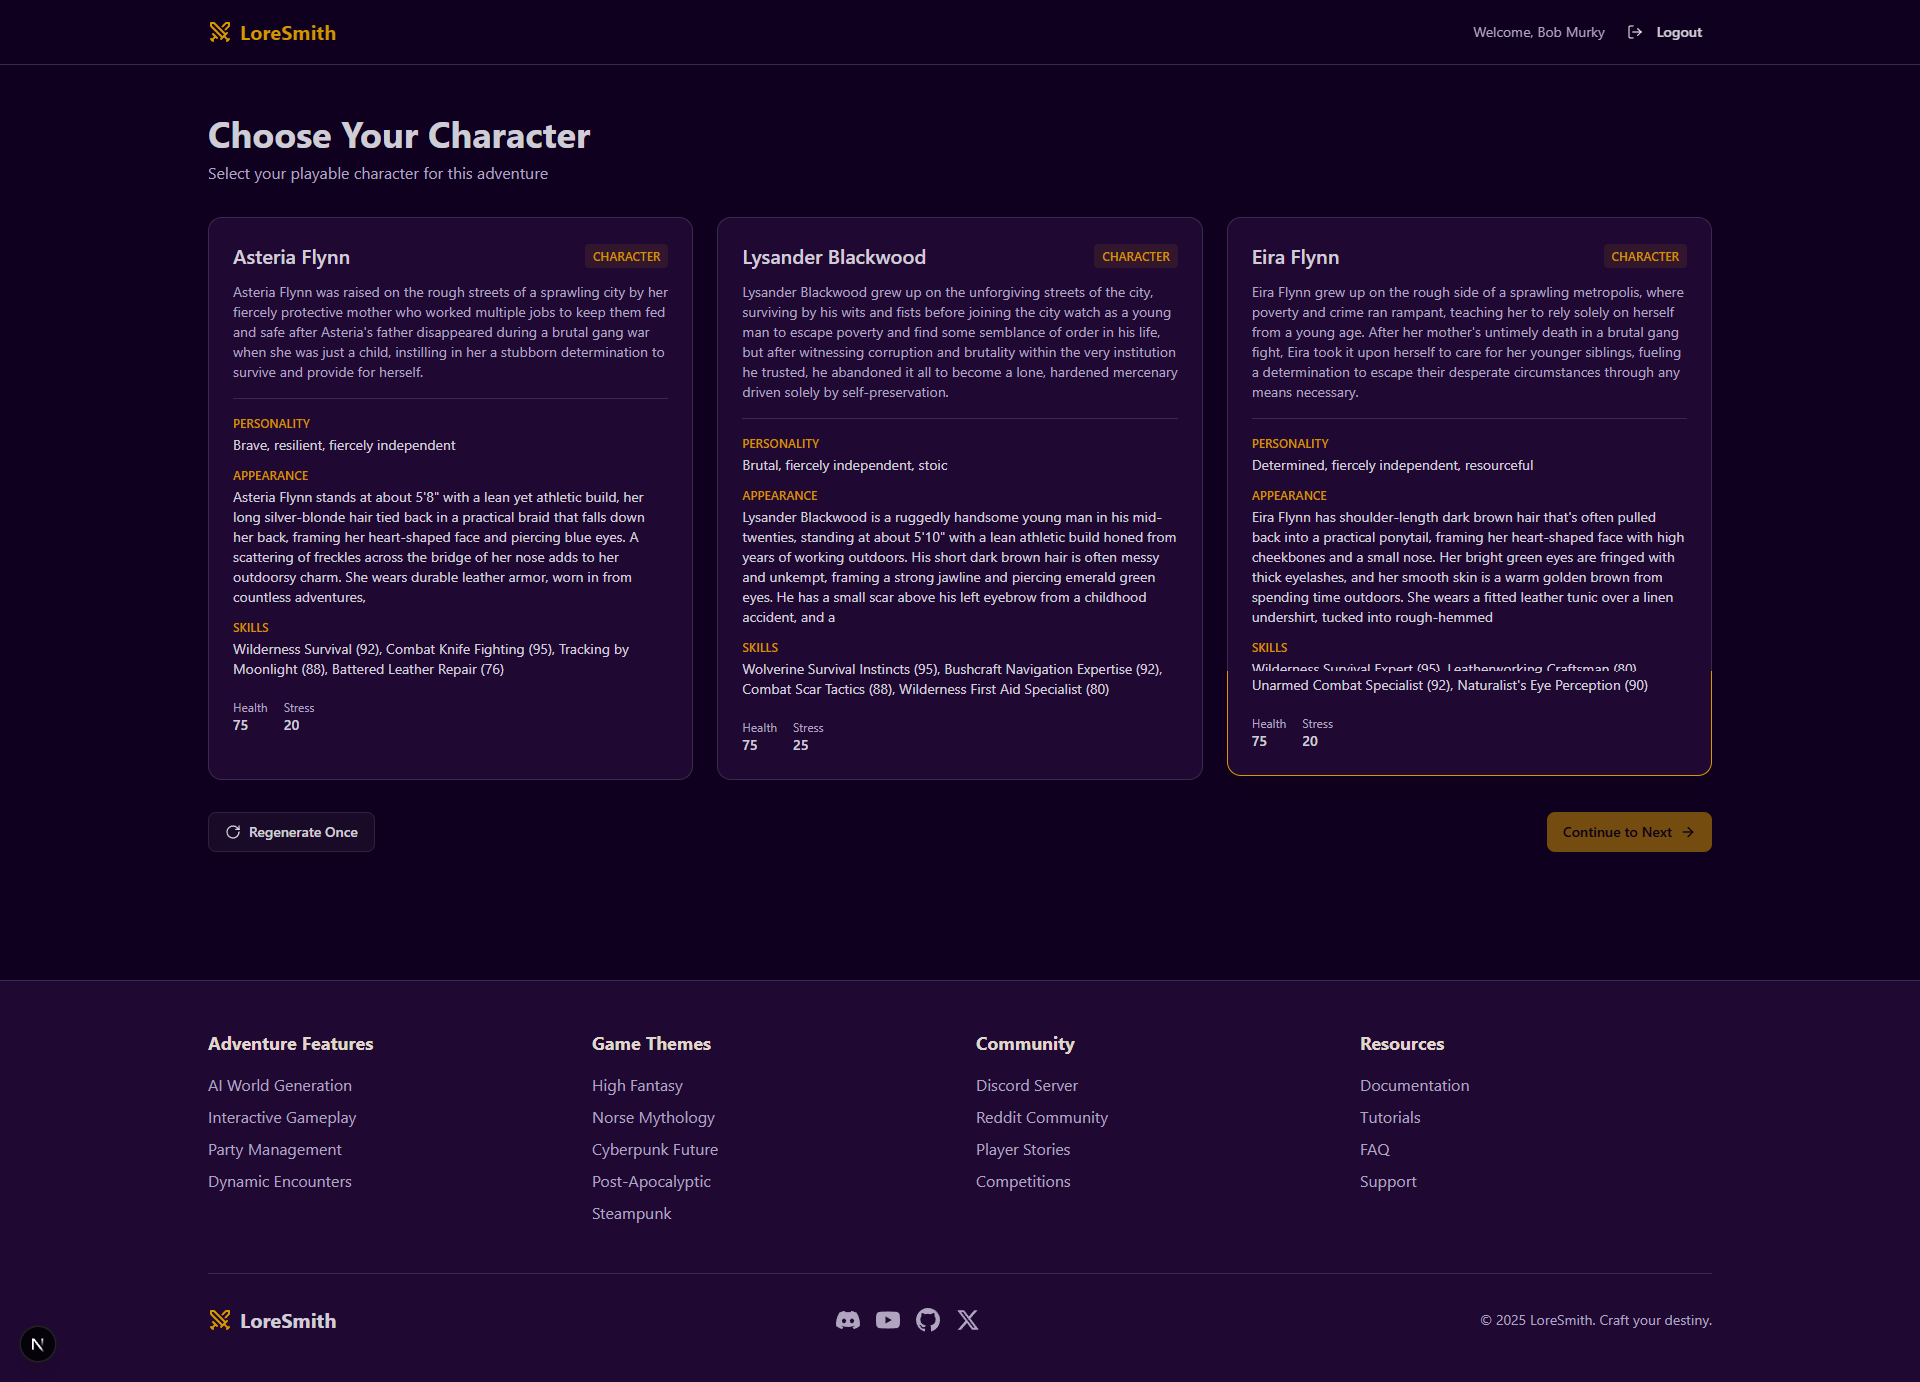 LoreSmith
Welcome, Bob Murky
Logout
Choose Your Character
Select your playable character for this adventure
Asteria Flynn
CHARACTER
Asteria Flynn was raised on the rough streets of a sprawling city by her
fiercely protective mother who worked multiple jobs to keep them fed
and safe after Asteria's father disappeared during a brutal gang war
when she was just a child, instilling in her a stubborn determination to
survive and provide for herself.
PERSONALITY
Brave, resilient, fiercely independent
APPEARANCE
Asteria Flynn stands at about 5'8" with a lean yet athletic build, her
long silver-blonde hair tied back in a practical braid that falls down
her back, framing her heart-shaped face and piercing blue eyes. A
scattering of freckles across the bridge of her nose adds to her
outdoorsy charm. She wears durable leather armor, worn in from
countless adventures,
SKILLS
Wilderness Survival (92), Combat Knife Fighting (95), Tracking by
Moonlight (88), Battered Leather Repair (76)
Health Stress
75 20
Lysander Blackwood
CHARACTER
Lysander Blackwood grew up on the unforgiving streets of the city,
surviving by his wits and fists before joining the city watch as a young
man to escape poverty and find some semblance of order in his life,
but after witnessing corruption and brutality within the very institution
he trusted, he abandoned it all to become a lone, hardened mercenary
driven solely by self-preservation.
PERSONALITY
Brutal, fiercely independent, stoic
APPEARANCE
Lysander Blackwood is a ruggedly handsome young man in his mid-
twenties, standing at about 5'10" with a lean athletic build honed from
years of working outdoors. His short dark brown hair is often messy
and unkempt, framing a strong jawline and piercing emerald green
eyes. He has a small scar above his left eyebrow from a childhood
accident, and a
SKILLS
Wolverine Survival Instincts (95), Bushcraft Navigation Expertise (92),
Combat Scar Tactics (88), Wilderness First Aid Specialist (80)
Health Stress
75 25
Eira Flynn
CHARACTER
Eira Flynn grew up on the rough side of a sprawling metropolis, where
poverty and crime ran rampant, teaching her to rely solely on herself
from a young age. After her mother's untimely death in a brutal gang
fight, Eira took it upon herself to care for her younger siblings, fueling
a determination to escape their desperate circumstances through any
means necessary.
PERSONALITY
Determined, fiercely independent, resourceful
APPEARANCE
Eira Flynn has shoulder-length dark brown hair that's often pulled
back into a practical ponytail, framing her heart-shaped face with high
cheekbones and a small nose. Her bright green eyes are fringed with
thick eyelashes, and her smooth skin is a warm golden brown from
spending time outdoors. She wears a fitted leather tunic over a linen
undershirt, tucked into rough-hemmed
SKILLS
Wilderness Survival Expert (95), Leatherworking Craftsman (80)
Unarmed Combat Specialist (92), Naturalist's Eye Perception (90)
Health Stress
75 20
Regenerate Once
Continue to Next
Adventure Features
AI World Generation
Interactive Gameplay
Party Management
Dynamic Encounters
Game Themes
High Fantasy
Norse Mythology
Cyberpunk Future
Post-Apocalyptic
Steampunk
Community
Discord Server
Reddit Community
Player Stories
Competitions
Resources
Documentation
Tutorials
FAQ
Support
LoreSmith
© 2025 LoreSmith. Craft your destiny.
N